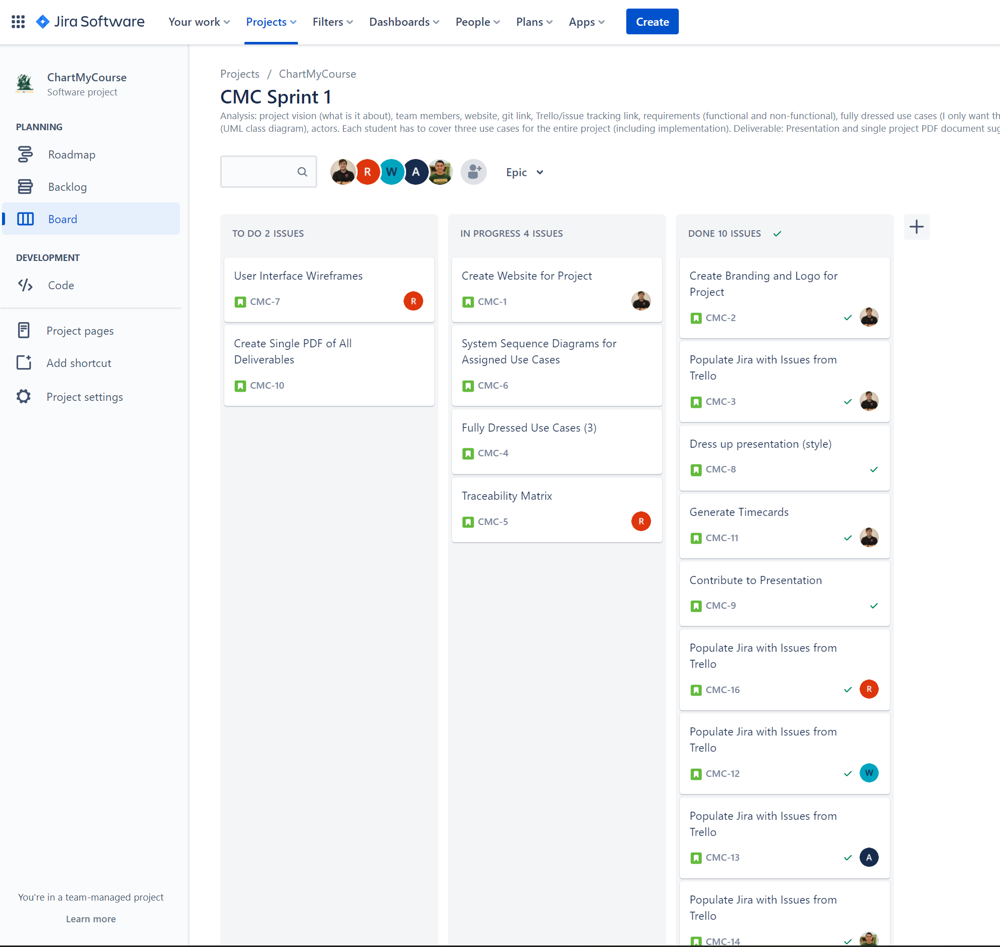 Jira Software
Your work
Projects
Filters
Dashboards
People
Plans
Apps
Create
ChartMyCourse
Software project
PLANNING
Roadmap
Backlog
Board
DEVELOPMENT
Code
Project pages
Add shortcut
Project settings
You're in a team-managed project
Learn more
Projects / ChartMyCourse
CMC Sprint 1
Analysis: project vision (what is it about), team members, website, git link, Trello/issue tracking link, requirements (functional and non-functional), fully dressed use cases (I only want th
(UML class diagram), actors. Each student has to cover three use cases for the entire project (including implementation). Deliverable: Presentation and single project PDF document sug
R
W
A
Epic
TO DO 2 ISSUES
User Interface Wireframes
CMC-7
R
Create Single PDF of All
Deliverables
CMC-10
IN PROGRESS 4 ISSUES
Create Website for Project
CMC-1
System Sequence Diagrams for
Assigned Use Cases
CMC-6
Fully Dressed Use Cases (3)
CMC-4
Traceability Matrix
CMC-5
R
DONE 10 ISSUES
Create Branding and Logo for
Project
CMC-2
Populate Jira with Issues from
Trello
CMC-3
Dress up presentation (style)
CMC-8
Generate Timecards
CMC-11
Contribute to Presentation
CMC-9
Populate Jira with Issues from
Trello
CMC-16
R
Populate Jira with Issues from
Trello
CMC-12
W
Populate Jira with Issues from
Trello
CMC-13
A
Populate Jira with Issues from
Trello
CMC-14